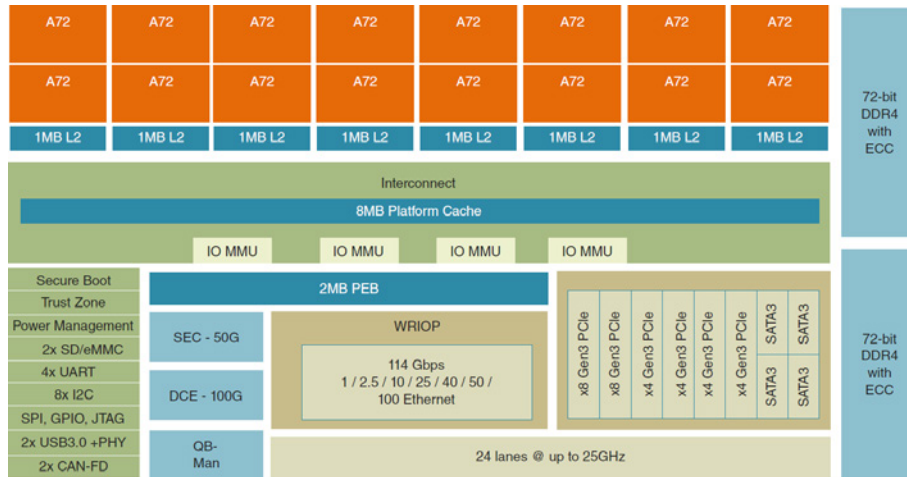 A72 A72 A72 A72 A72 A72 A72 A72
A72 A72 A72 A72 A72 A72 A72 A72
1MB L2 1MB L2 1MB L2 1MB L2 1MB L2 1MB L2 1MB L2 1MB L2
72-bit
DDR4
with
ECC
Interconnect
8MB Platform Cache
IO MMU IO MMU IO MMU IO MMU
Secure Boot
Trust Zone
Power Management
2x SD/eMMC
4x UART
8x I2C
SPI, GPIO, JTAG
2x USB3.0 +PHY
2x CAN-FD
2MB PEB
SEC - 50G
DCE - 100G
QB-
Man
WRIOP
114 Gbps
1 / 2.5 / 10 / 25 / 40 / 50 /
100 Ethernet
x8 Gen3 PCIe
x8 Gen3 PCIe
x4 Gen3 PCIe
x4 Gen3 PCIe
x4 Gen3 PCIe
x4 Gen3 PCIe
SATA3 SATA3
SATA3 SATA3
24 lanes @ up to 25GHz
72-bit
DDR4
with
ECC